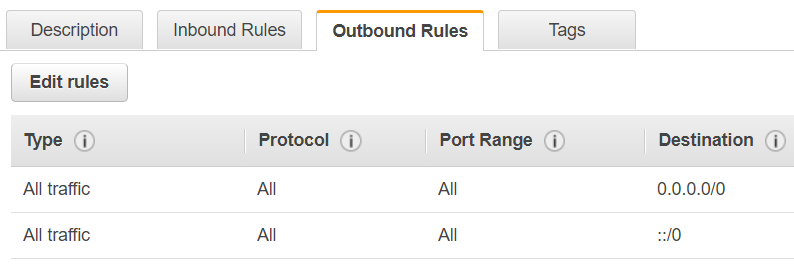 Description Inbound Rules Outbound Rules Tags
Edit rules
Type i Protocol i Port Range i Destination i
All traffic All All 0.0.0.0/0
All traffic All All ::/0